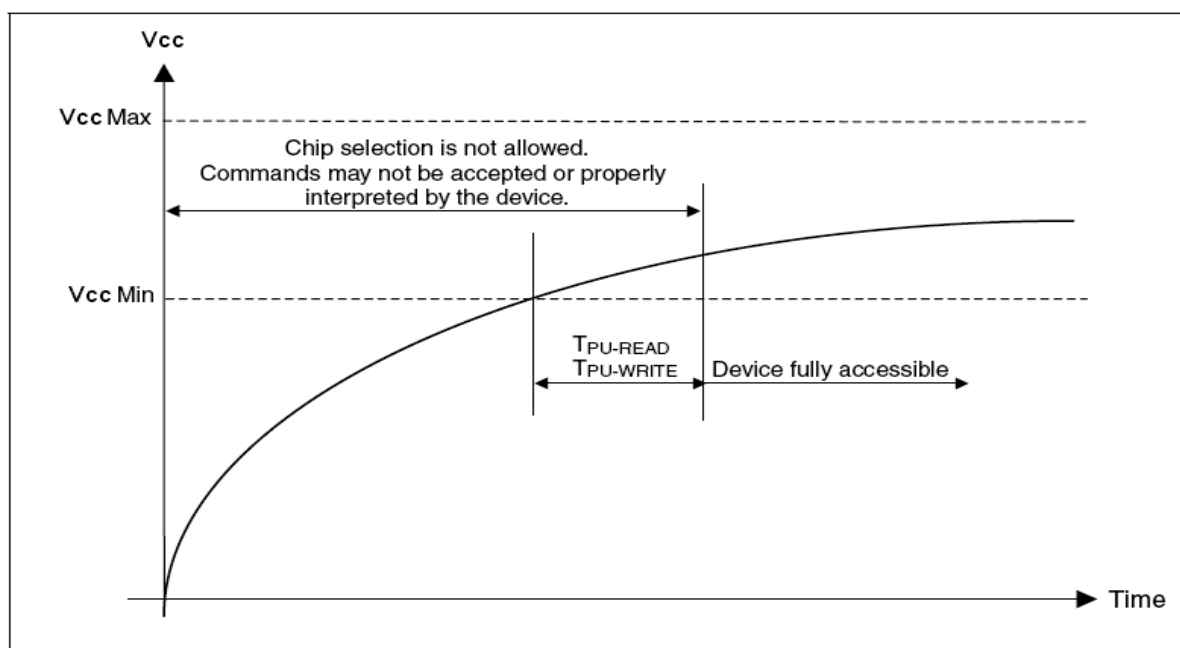 Vcc
Vcc Max
Chip selection is not allowed.
Commands may not be accepted or properly
interpreted by the device.
Vcc Min
TPU-READ
TPU-WRITE
Device fully accessible
Time